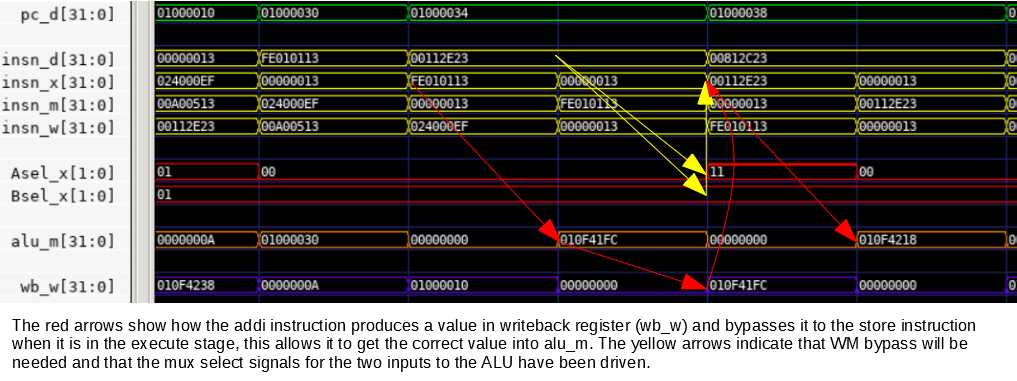 pc_d[31:0] 01000010 01000030 01000034 01000038 0
insn_d[31:0] 00000013 FE010113 00112E23 00812C23 00
insn_x[31:0] 024000EF 00000013 FE010113 00000013 00112E23 00000013 00
insn_m[31:0] 00A00513 024000EF 00000013 FE010113 00000013 00112E23 00
insn_w[31:0] 00112E23 00A00513 024000EF 00000013 FE010113 00000013 00
Asel_x[1:0] 01 00 11 00
Bsel_x[1:0] 01
alu_m[31:0] 0000000A 01000030 00000000 010F41FC 00000000 010F4218 00
wb_w[31:0] 010F4238 0000000A 01000010 00000000 010F41FC 00000000
The red arrows show how the addi instruction produces a value in writeback register (wb_w) and bypasses it to the store instruction
when it is in the execute stage, this allows it to get the correct value into alu_m. The yellow arrows indicate that WM bypass will be
needed and that the mux select signals for the two inputs to the ALU have been driven.